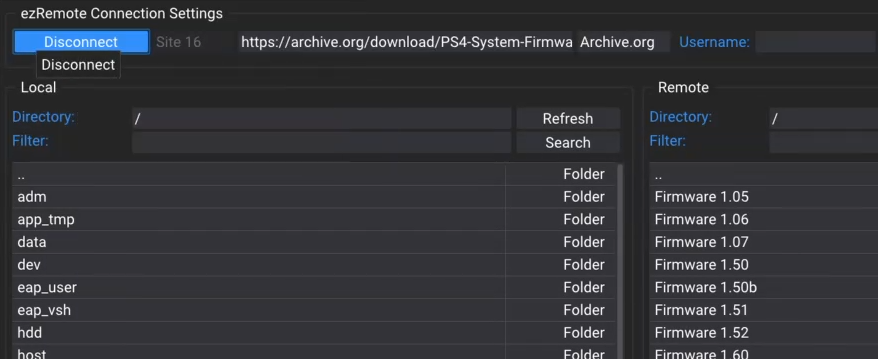 ezRemote Connection Settings
Disconnect Site 16 https://archive.org/download/PS4-System-Firmwa Archive.org Username:
Disconnect
Local Remote
Directory: / Refresh Directory: /
Filter: Search Filter:
.. Folder ..
adm Folder Firmware 1.05
app_tmp Folder Firmware 1.06
data Folder Firmware 1.07
dev Folder Firmware 1.50
eap_user Folder Firmware 1.50b
eap_vsh Folder Firmware 1.51
hdd Folder Firmware 1.52
host Folder Firmware 1.60